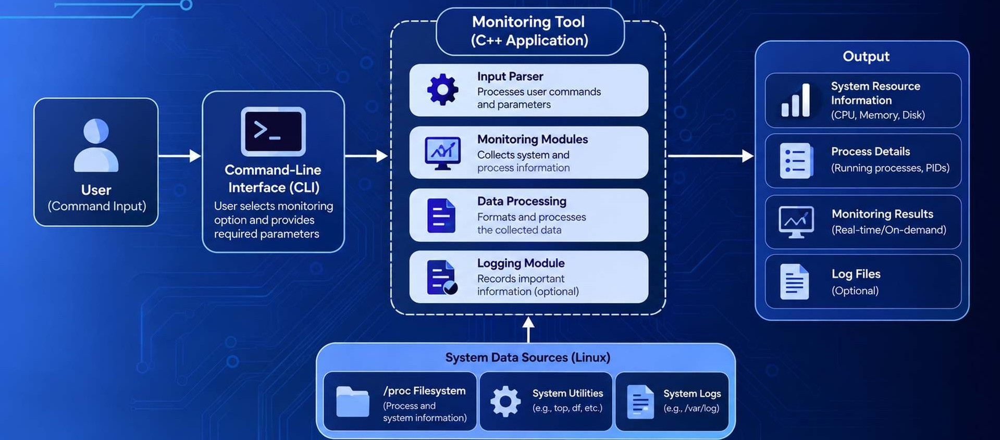 User
(Command Input)
>_
Command-Line
Interface (CLI)
User selects monitoring
option and provides
required parameters
Monitoring Tool
(C++ Application)
Input Parser
Processes user commands
and parameters
Monitoring Modules
Collects system and
process information
Data Processing
Formats and processes
the collected data
Logging Module
Records important
information (optional)
Output
System Resource
Information
(CPU, Memory, Disk)
Process Details
(Running processes, PIDs)
Monitoring Results
(Real-time/On-demand)
Log Files
(Optional)
System Data Sources (Linux)
/proc Filesystem
(Process and
system information)
System Utilities
(e.g., top, df, etc.)
System Logs
(e.g., /var/log)